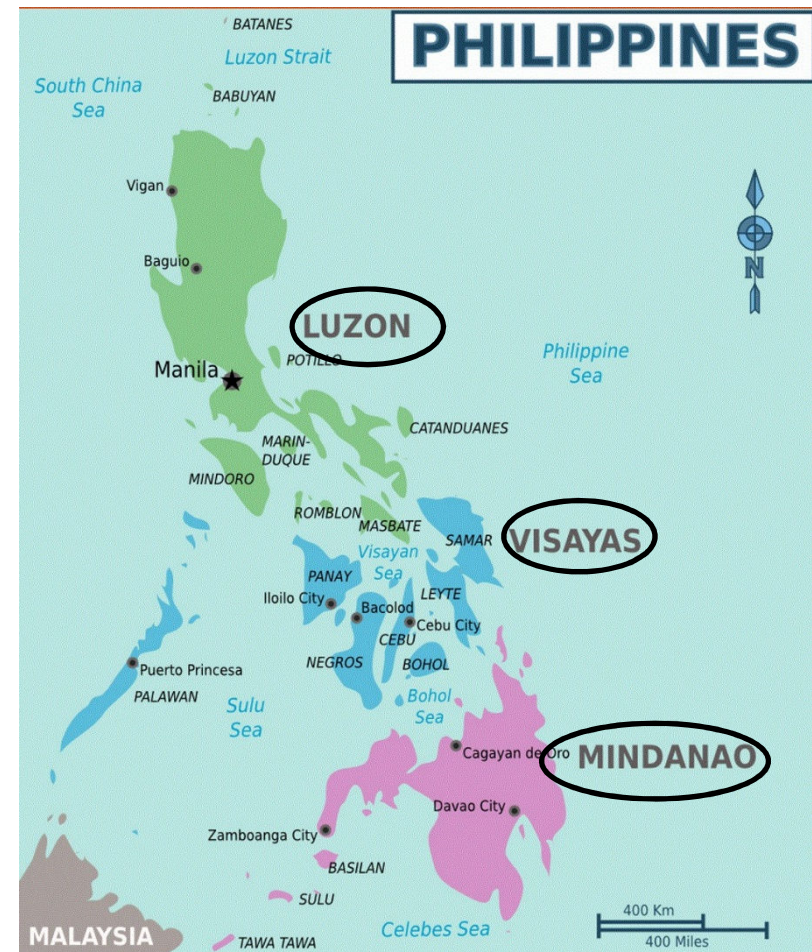 BATANES
PHILIPPINES
Luzon Strait
South China
Sea
BABUYAN
Vigan
Baguio
N
LUZON
POTILLO
Philippine
Sea
Manila
CATANDUANES
MARIN-
DUQUE
MINDORO
ROMBLON
MASBATE
SAMAR
VISAYAS
Visayan
Sea
PANAY
Iloilo City
LEYTE
Bacolod
Cebu City
CEBU
NEGROS
BOHOL
Puerto Princesa
PALAWAN
Sulu
Sea
Bohol
Sea
Cagayan de Oro
MINDANAO
Davao City
Zamboanga City
BASILAN
SULU
TAWA TAWA
Celebes Sea
MALAYSIA
400 Km
400 Miles